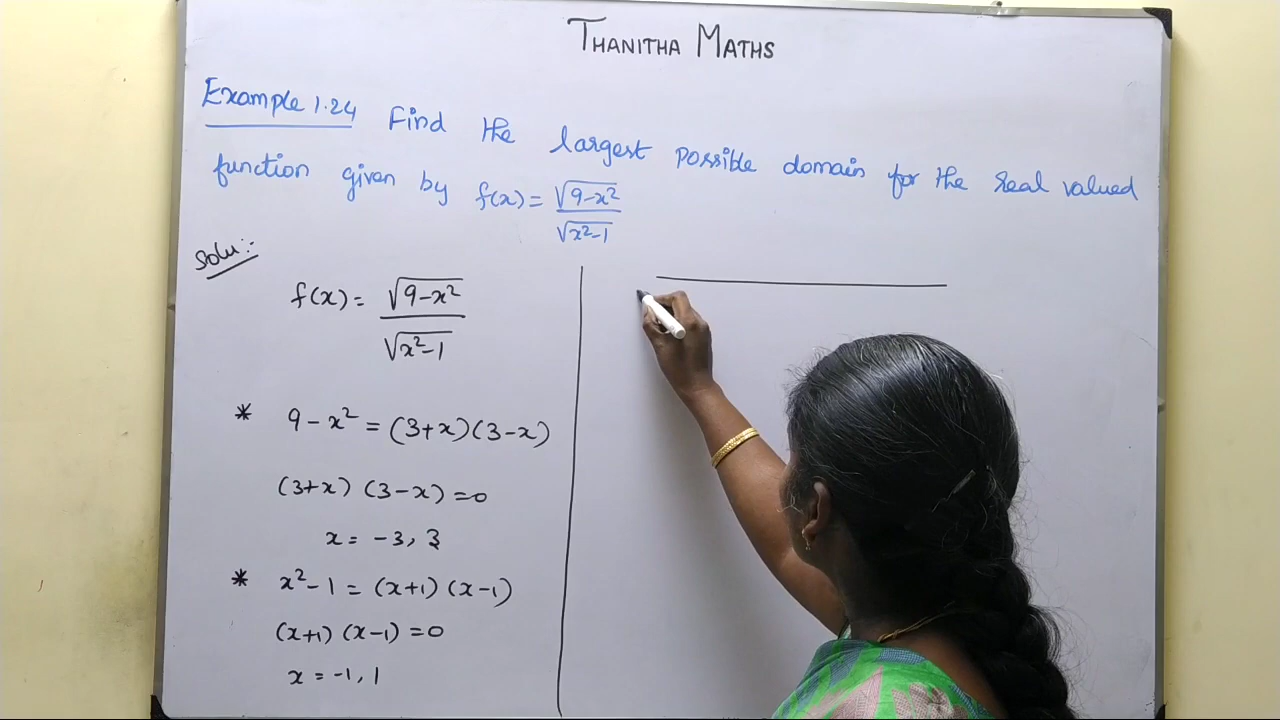 THANITHA MATHS
Example 1.24 Find the largest possible domain for the real valued
function given by f(x) = √(9-x²) / √(x²-1)
Solu:-
f(x) = √(9-x²) / √(x²-1)
* 9 - x² = (3+x)(3-x)
(3+x) (3-x) = 0
x = -3, 3
* x² - 1 = (x+1) (x-1)
(x+1) (x-1) = 0
x = -1, 1